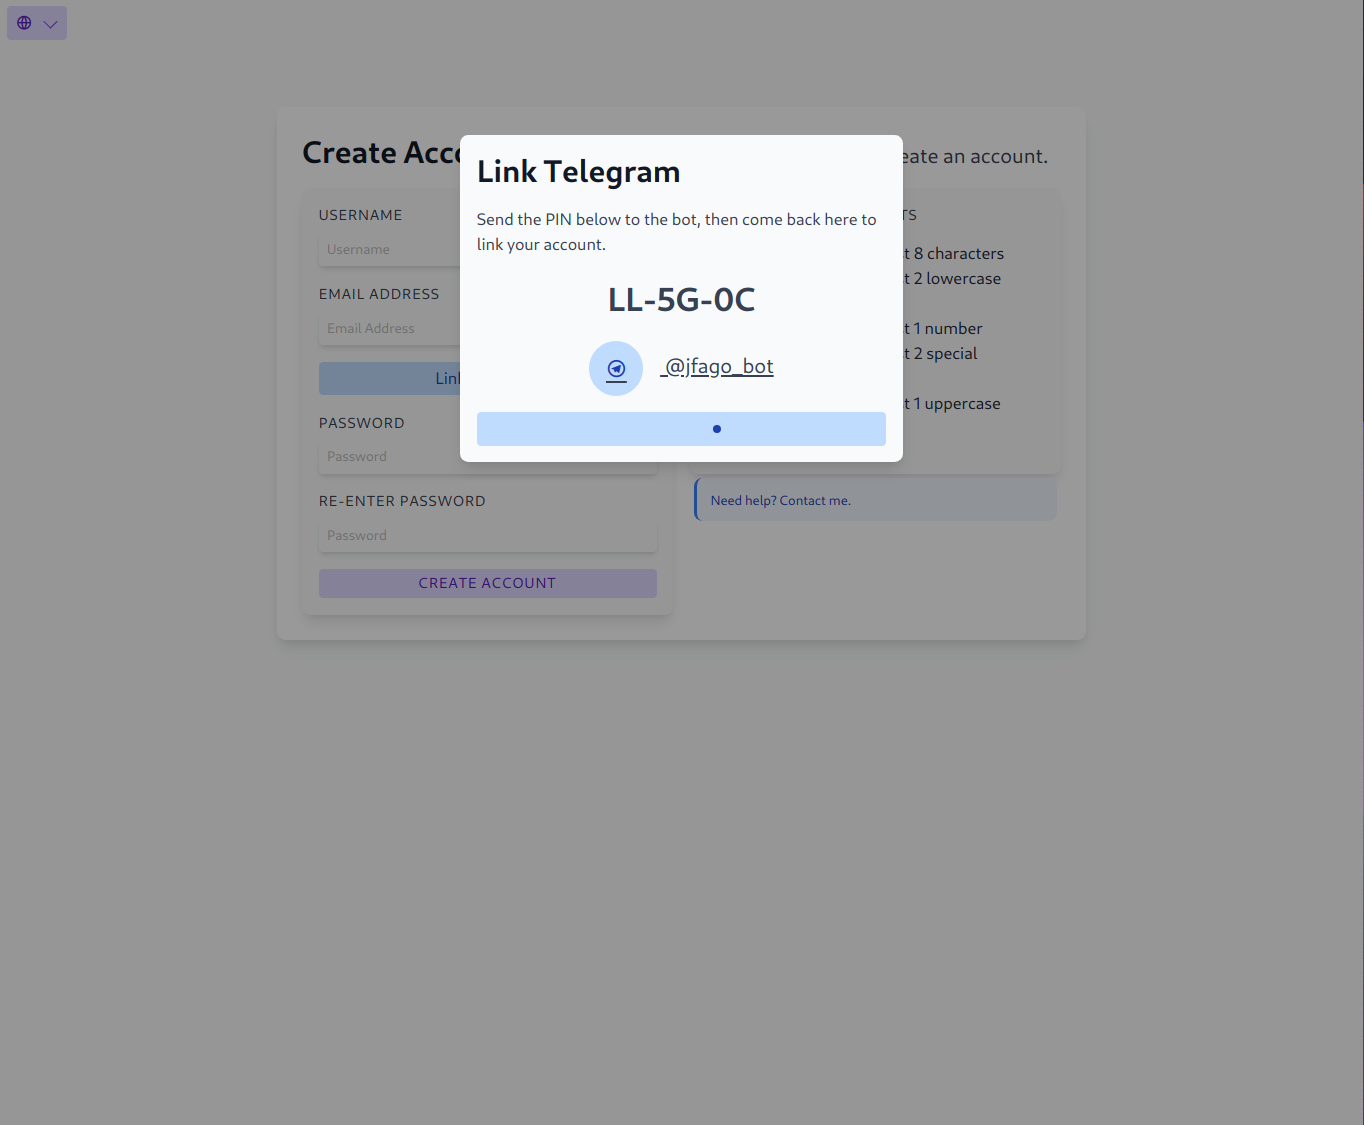 Create Acco
eate an account.
Link Telegram
Send the PIN below to the bot, then come back here to
link your account.
LL-5G-0C
@jfago_bot
USERNAME
Username
EMAIL ADDRESS
Email Address
Link
PASSWORD
Password
RE-ENTER PASSWORD
Password
CREATE ACCOUNT
TS
t 8 characters
t 2 lowercase
t 1 number
t 2 special
t 1 uppercase
Need help? Contact me.